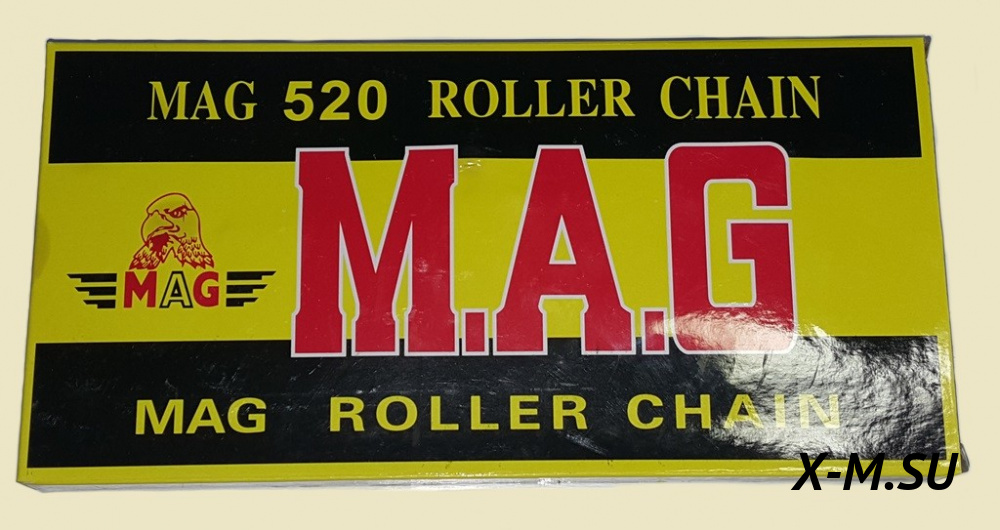 MAG 520 ROLLER CHAIN
M.A.G
MAG
MAG ROLLER CHAIN
X-M.SU